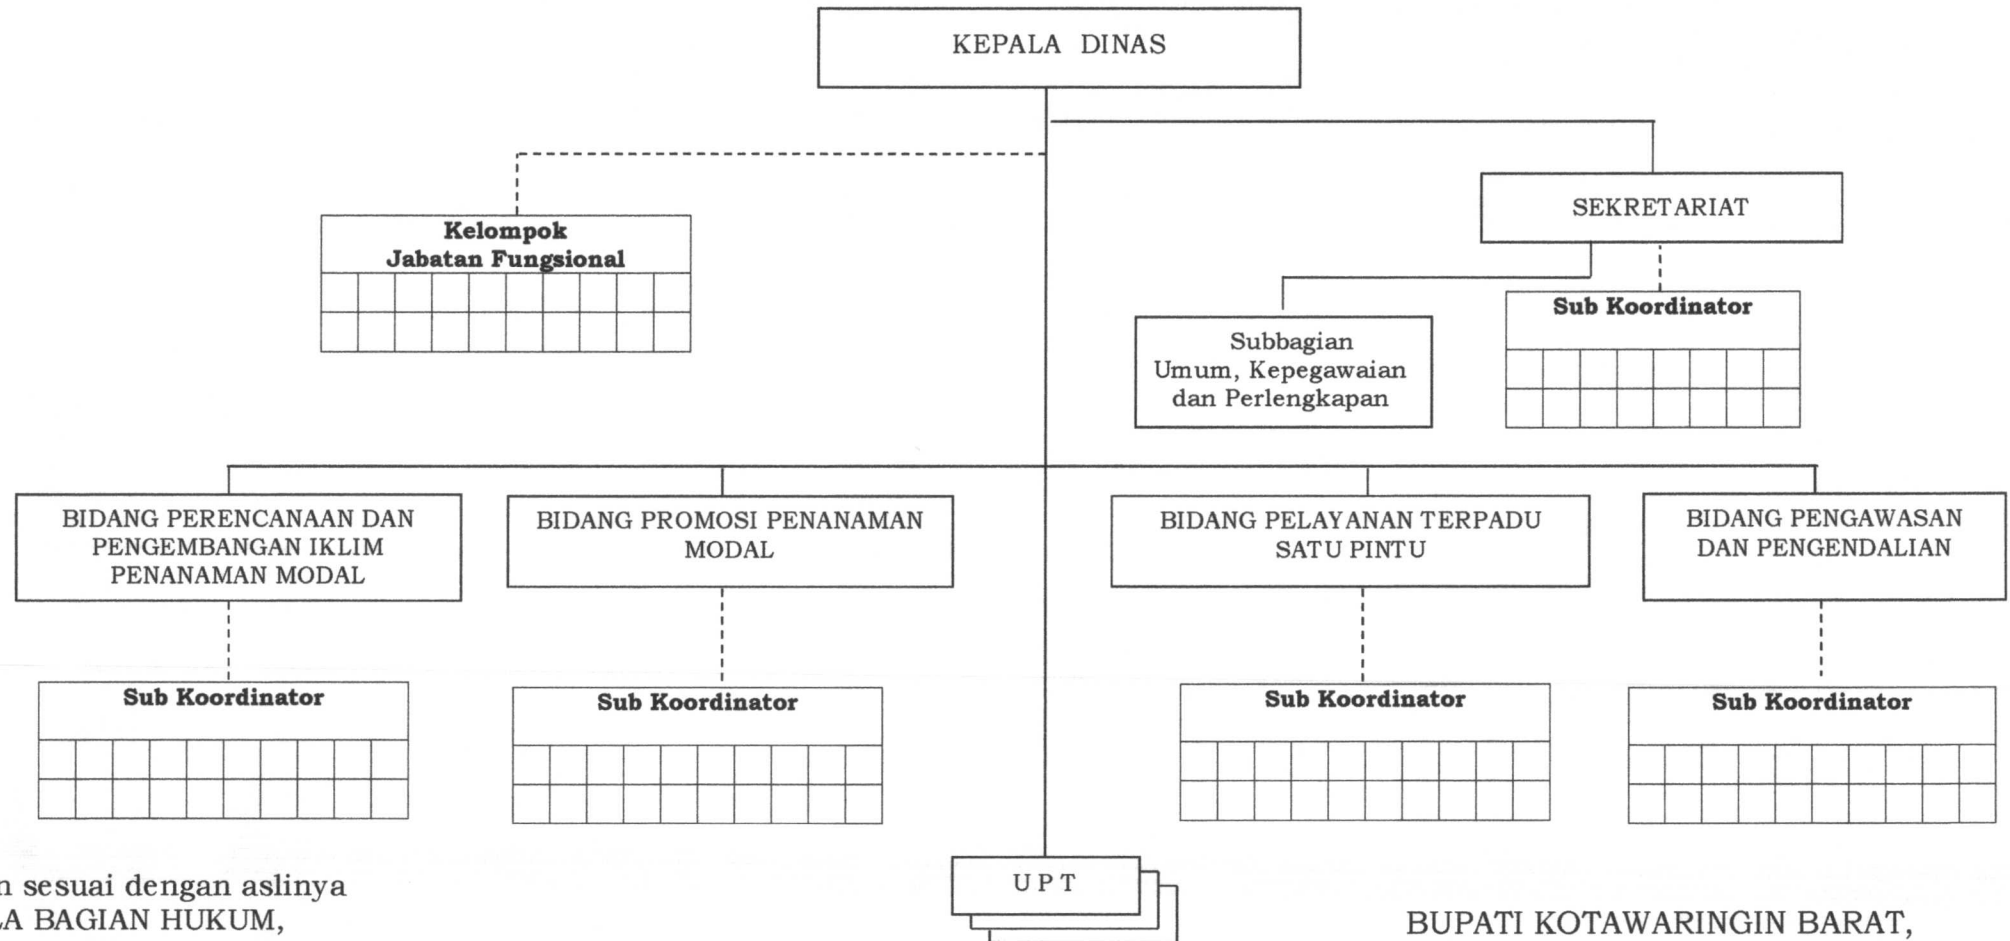 KEPALA DINAS
SEKRETARIAT
Kelompok
Jabatan Fungsional
Sub Koordinator
Subbagian
Umum, Kepegawaian
dan Perlengkapan
BIDANG PERENCANAAN DAN
PENGEMBANGAN IKLIM
PENANAMAN MODAL
BIDANG PROMOSI PENANAMAN
MODAL
BIDANG PELAYANAN TERPADU
SATU PINTU
BIDANG PENGAWASAN
DAN PENGENDALIAN
Sub Koordinator
Sub Koordinator
Sub Koordinator
Sub Koordinator
U P T
sesuai dengan aslinya
BAGIAN HUKUM,
BUPATI KOTAWARINGIN BARAT,